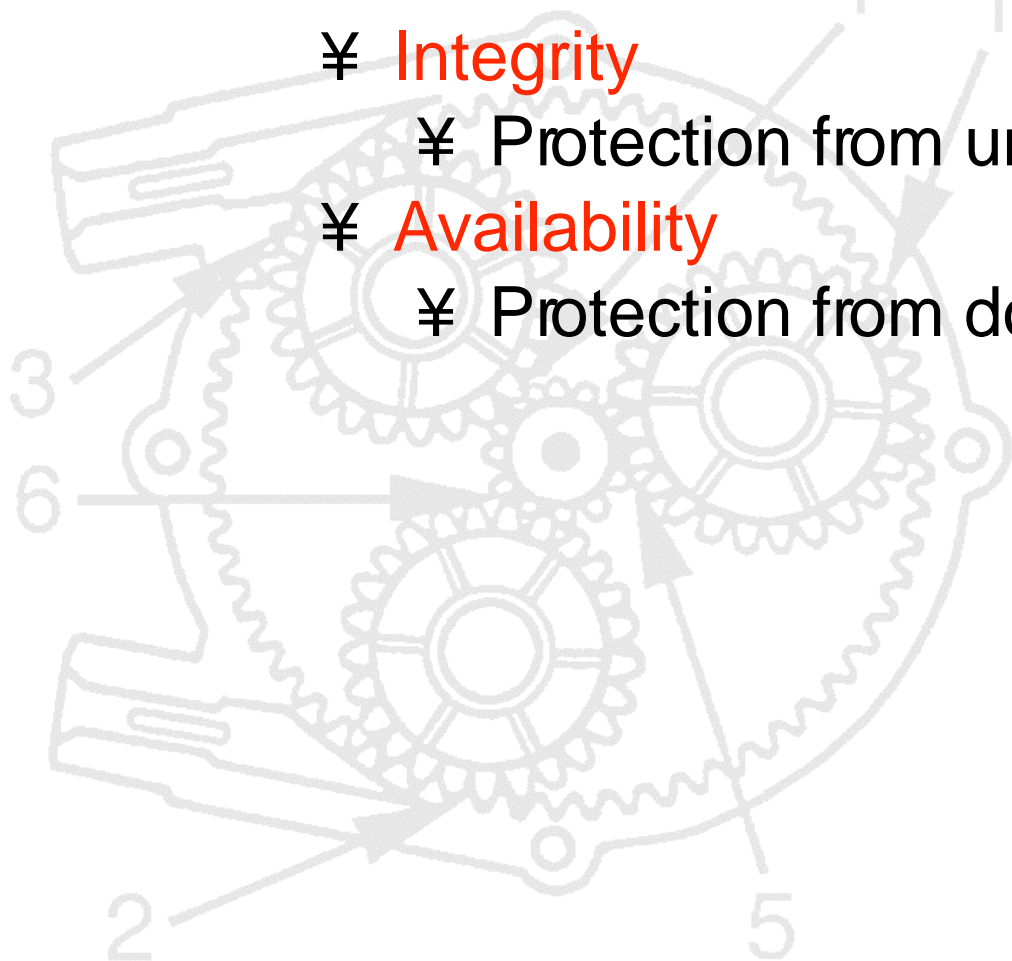 ¥ Integrity
¥ Protection from
¥ Availability
¥ Protection from
3
6
2
5